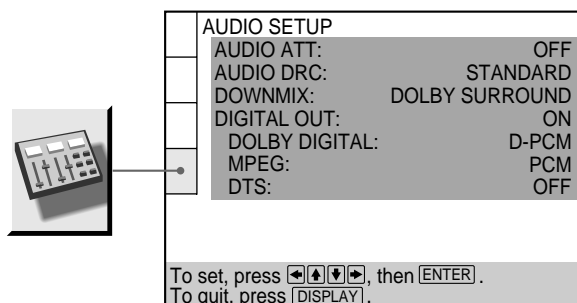 AUDIO SETUP
AUDIO ATT: OFF
AUDIO DRC: STANDARD
DOWNMIX: DOLBY SURROUND
DIGITAL OUT: ON
DOLBY DIGITAL: D-PCM
MPEG: PCM
DTS: OFF
To set, press ←↑↓→, then ENTER.
To quit, press DISPLAY.